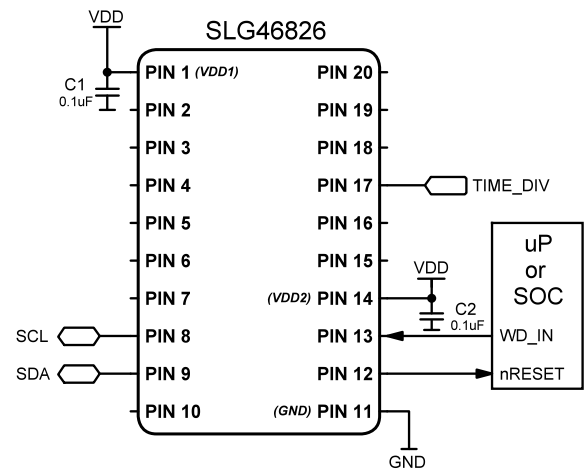 SLG46826
VDD
C1
0.1uF
PIN 1 (VDD1)
PIN 2
PIN 3
PIN 4
PIN 5
PIN 6
PIN 7
SCL
PIN 8
SDA
PIN 9
PIN 10
PIN 20
PIN 19
PIN 18
PIN 17
TIME_DIV
PIN 16
PIN 15
VDD
(VDD2) PIN 14
C2
0.1uF
PIN 13
PIN 12
(GND) PIN 11
GND
uP
or
SOC
WD_IN
nRESET